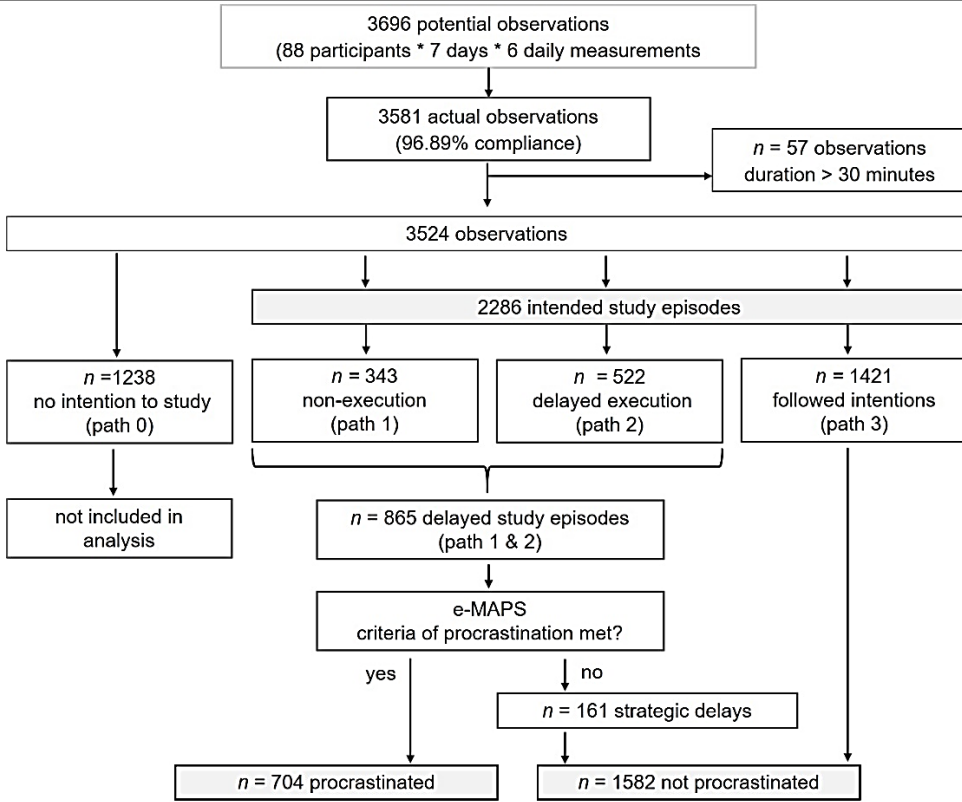 3696 potential observations
(88 participants * 7 days * 6 daily measurements
3581 actual observations
(96.89% compliance)
n = 57 observations
duration > 30 minutes
3524 observations
2286 intended study episodes
n =1238
no intention to study
(path 0)
n = 343
non-execution
(path 1)
n = 522
delayed execution
(path 2)
n = 1421
followed intentions
(path 3)
not included in
analysis
n = 865 delayed study episodes
(path 1 & 2)
e-MAPS
criteria of procrastination met?
yes
no
n = 161 strategic delays
n = 704 procrastinated
n = 1582 not procrastinated